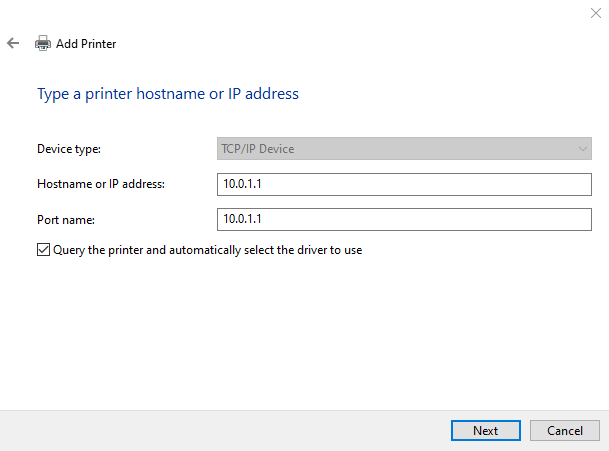 Add Printer
Type a printer hostname or IP address
Device type: TCP/IP Device
Hostname or IP address: 10.0.1.1
Port name: 10.0.1.1
Query the printer and automatically select the driver to use
Next Cancel